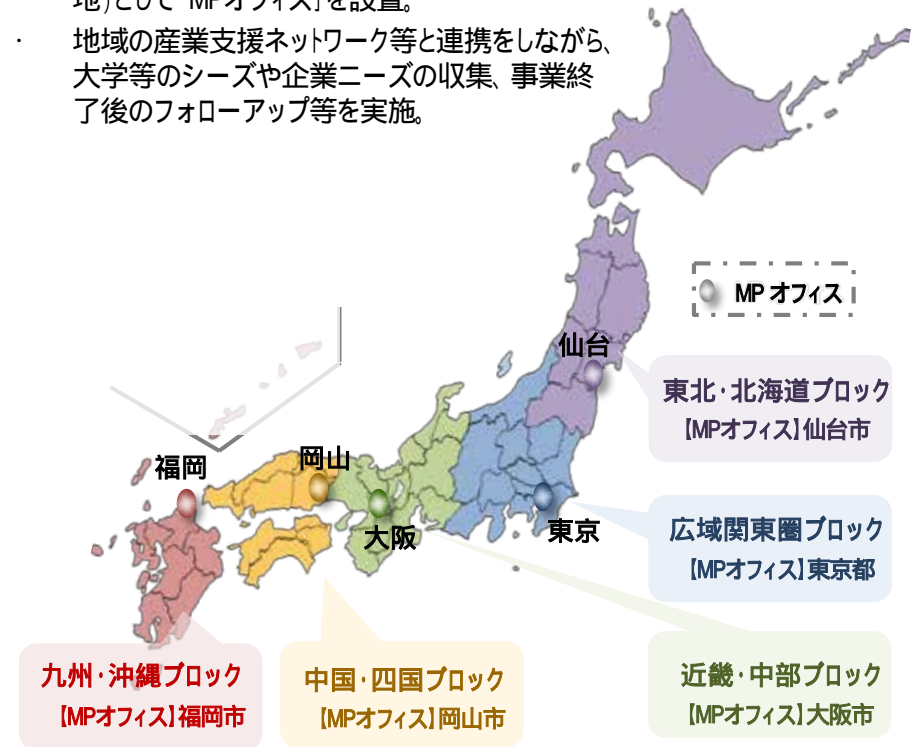 地)として「MPオフィス」を設置。
・ 地域の産業支援ネットワーク等と連携をしながら、
大学等のシーズや企業ニーズの収集、事業終
了後のフォローアップ等を実施。
MP オフィス
仙台
東北・北海道ブロック
【MPオフィス】仙台市
福岡
岡山
大阪
東京
広域関東圏ブロック
【MPオフィス】東京都
九州・沖縄ブロック
【MPオフィス】福岡市
中国・四国ブロック
【MPオフィス】岡山市
近畿・中部ブロック
【MPオフィス】大阪市